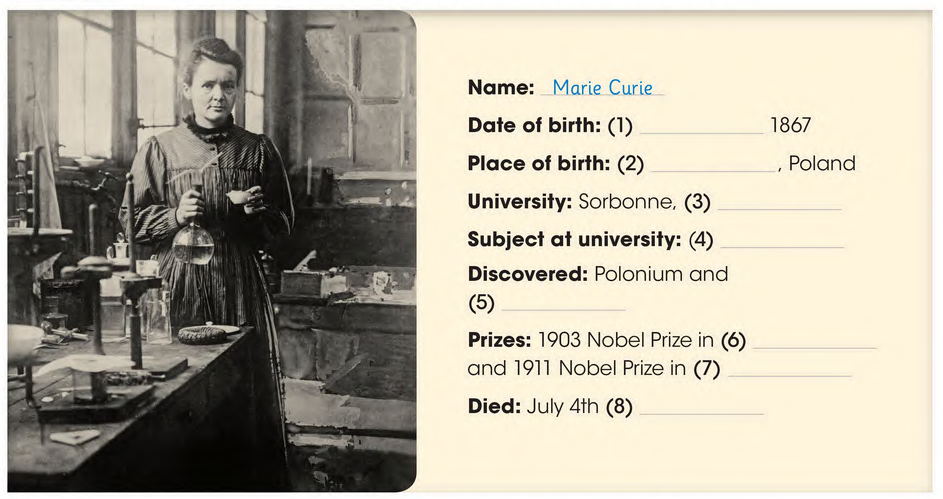 Name: Marie Curie
Date of birth: (1) ____________ 1867
Place of birth: (2) ____________, Poland
University: Sorbonne, (3) ____________
Subject at university: (4) ____________
Discovered: Polonium and
(5) ____________
Prizes: 1903 Nobel Prize in (6) ____________
and 1911 Nobel Prize in (7) ____________
Died: July 4th (8) ____________